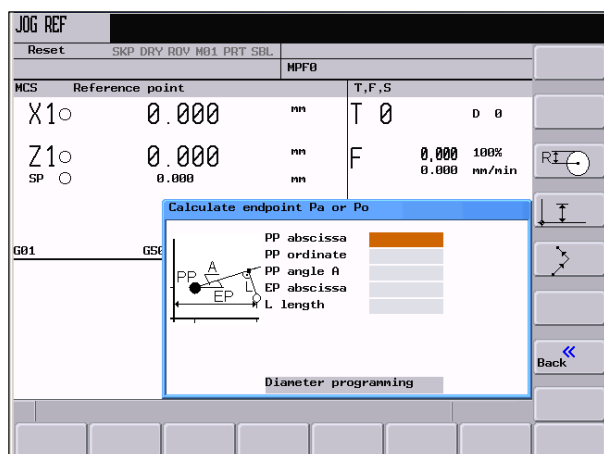 JOG REF
Reset SKP DRY ROV M01 PRT SBL
MPF0
MCS Reference point T,F,S
X1 0.000 mm T 0 D 0
Z1 0.000 mm F 0.000 100%
SP 0.000 mm 0.000 mm/min
R
Calculate endpoint Pa or Po
G01 G50
PP abscissa
PP ordinate
PP angle A
EP abscissa
L length
PP A L EP
Diameter programming
Back